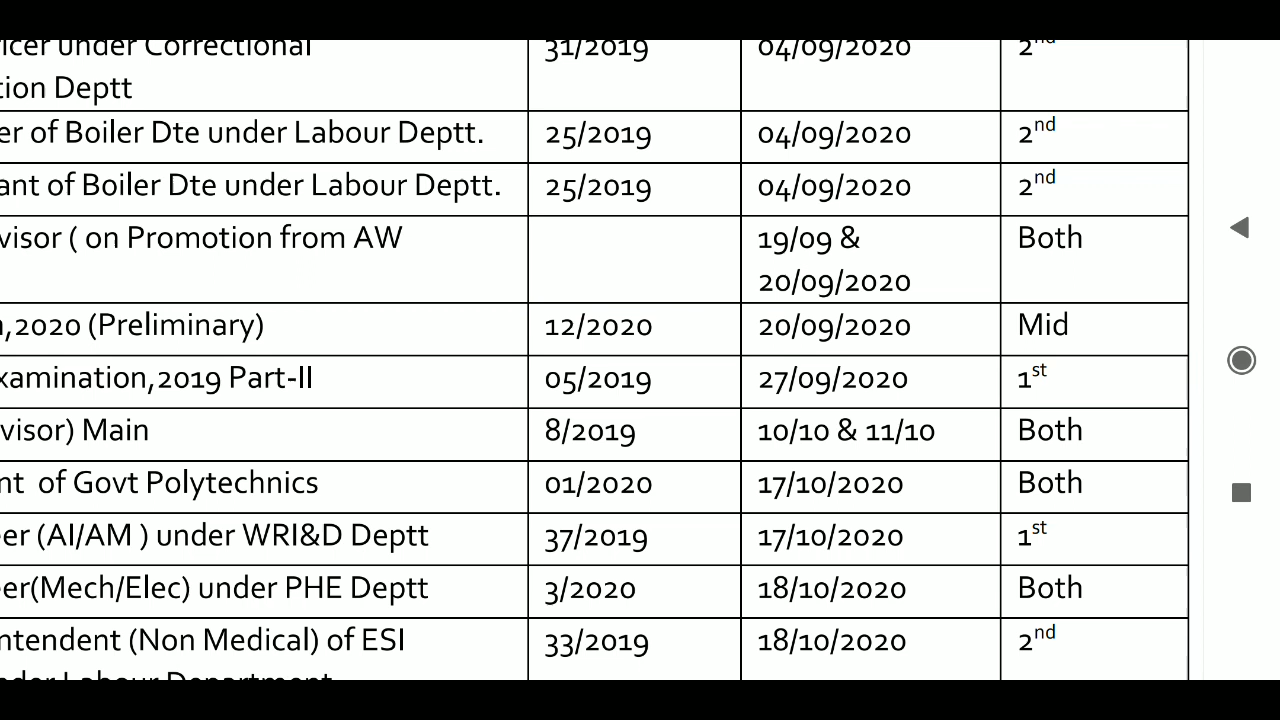 under Correctional 31/2019 04/09/2020 2nd
tion Deptt
er of Boiler Dte under Labour Deptt. 25/2019 04/09/2020 2nd
ant of Boiler Dte under Labour Deptt. 25/2019 04/09/2020 2nd
visor ( on Promotion from AW 19/09 & Both
20/09/2020
,2020 (Preliminary) 12/2020 20/09/2020 Mid
xamination,2019 Part-II 05/2019 27/09/2020 1st
visor) Main 8/2019 10/10 & 11/10 Both
nt of Govt Polytechnics 01/2020 17/10/2020 Both
er (AI/AM ) under WRI&D Deptt 37/2019 17/10/2020 1st
er(Mech/Elec) under PHE Deptt 3/2020 18/10/2020 Both
ntendent (Non Medical) of ESI 33/2019 18/10/2020 2nd
Labour Department